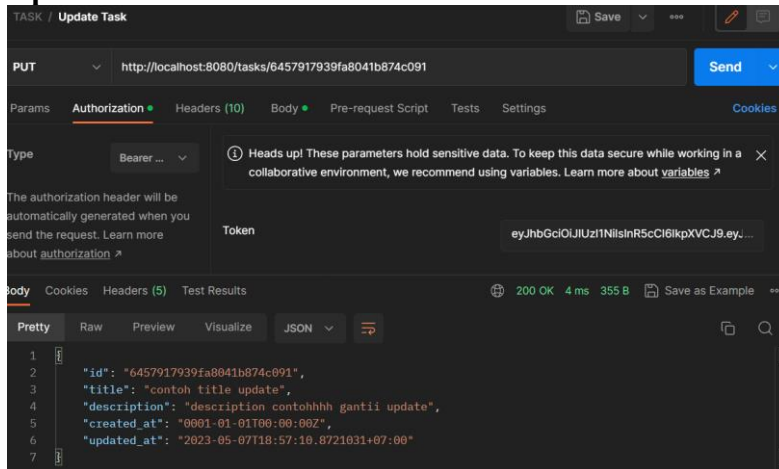 TASK / Update Task
Save
PUT
http://localhost:8080/tasks/6457917939fa8041b874c091
Send
Params Authorization Headers (10) Body Pre-request Script Tests Settings Cookies
Type
Bearer ...
The authorization header will be
automatically generated when you
send the request. Learn more
about authorization ↗
Heads up! These parameters hold sensitive data. To keep this data secure while working in a
collaborative environment, we recommend using variables. Learn more about variables ↗
Token
eyJhbGciOiJIUzI1NiIsInR5cCI6IkpXVCJ9.eyJ...
Body Cookies Headers (5) Test Results
200 OK 4 ms 355 B Save as Example
Pretty Raw Preview Visualize JSON
1 {
2 "id": "6457917939fa8041b874c091",
3 "title": "contoh title update",
4 "description": "description contohhhh gantii update",
5 "created_at": "0001-01-01T00:00:00Z",
6 "updated_at": "2023-05-07T18:57:10.8721031+07:00"
7 }